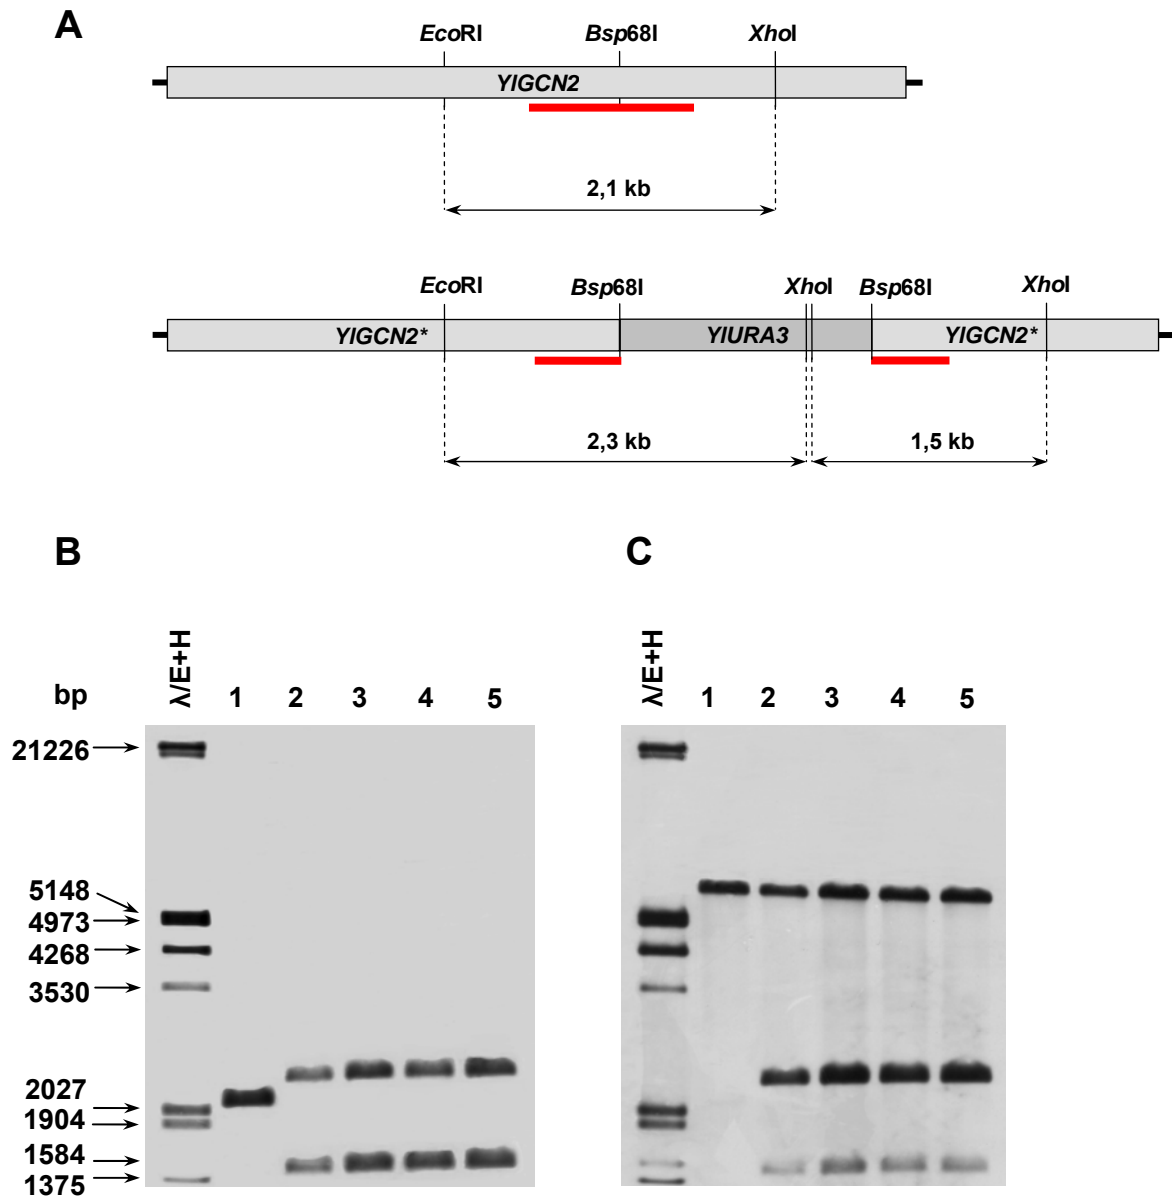 A
EcoRI Bsp68I XhoI
YlGCN2
2,1 kb
EcoRI Bsp68I XhoI Bsp68I XhoI
YlGCN2* YlURA3 YlGCN2*
2,3 kb 1,5 kb
B C
bp λ/E+H 1 2 3 4 5 λ/E+H 1 2 3 4 5
21226
5148
4973
4268
3530
2027
1904
1584
1375